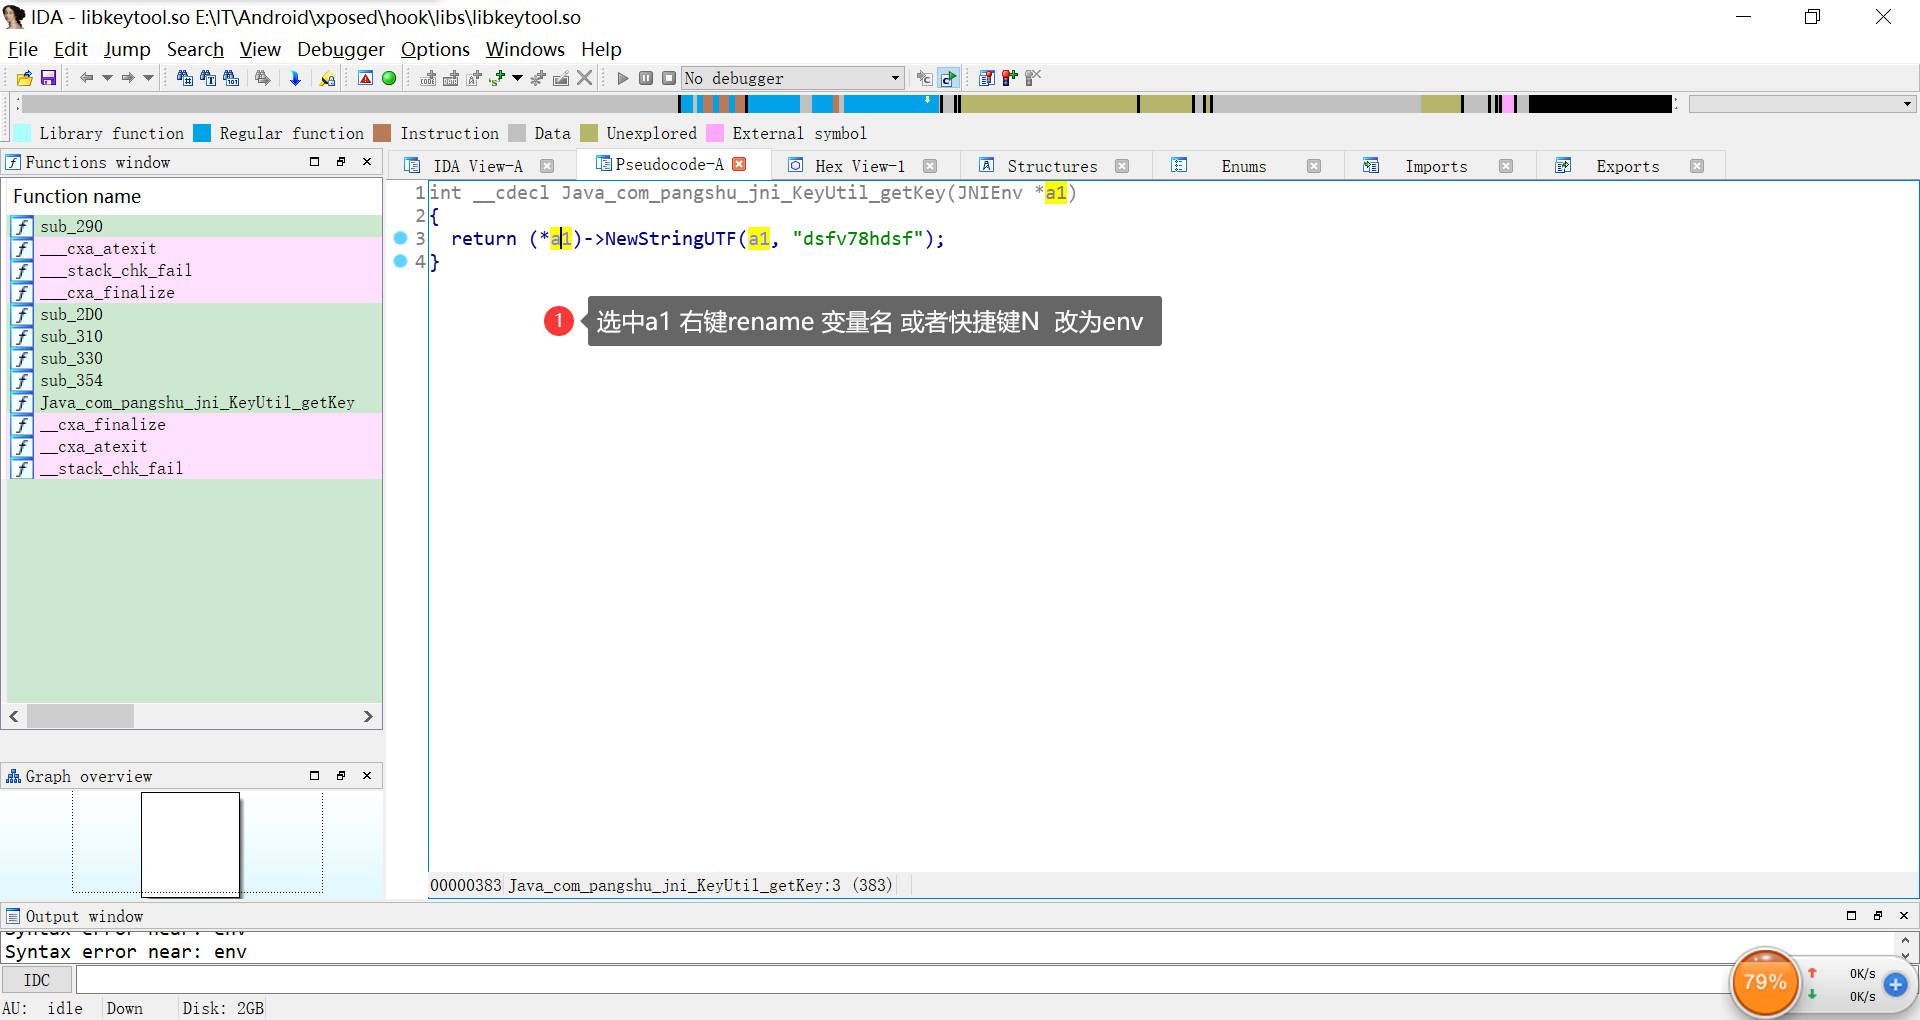 IDA - libkeytool.so E:\IT\Android\xposed\hook\libs\libkeytool.so
File Edit Jump Search View Debugger Options Windows Help
No debugger
Library function Regular function Instruction Data Unexplored External symbol
Functions window
Function name
sub_290
___cxa_atexit
___stack_chk_fail
___cxa_finalize
sub_2D0
sub_310
sub_330
sub_354
Java_com_pangshu_jni_KeyUtil_getKey
__cxa_finalize
__cxa_atexit
__stack_chk_fail
IDA View-A Pseudocode-A Hex View-1 Structures Enums Imports Exports
1 int __cdecl Java_com_pangshu_jni_KeyUtil_getKey(JNIEnv *a1)
2 {
3 return (*a1)->NewStringUTF(a1, "dsfv78hdsf");
4 }
1 选中a1 右键rename 变量名 或者快捷键N 改为env
00000383 Java_com_pangshu_jni_KeyUtil_getKey:3 (383)
Graph overview
Output window
Syntax error near: env
Syntax error near: env
IDC
AU: idle Down Disk: 2GB
79%
0K/s
0K/s